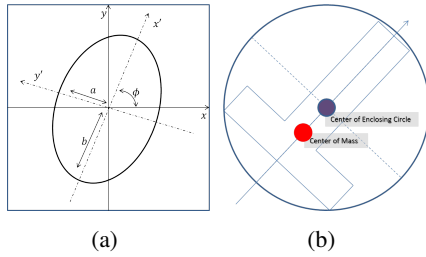 y
x'
y'
a
ϕ
x
b
Center of Enclosing Circle
Center of Mass
(a)
(b)